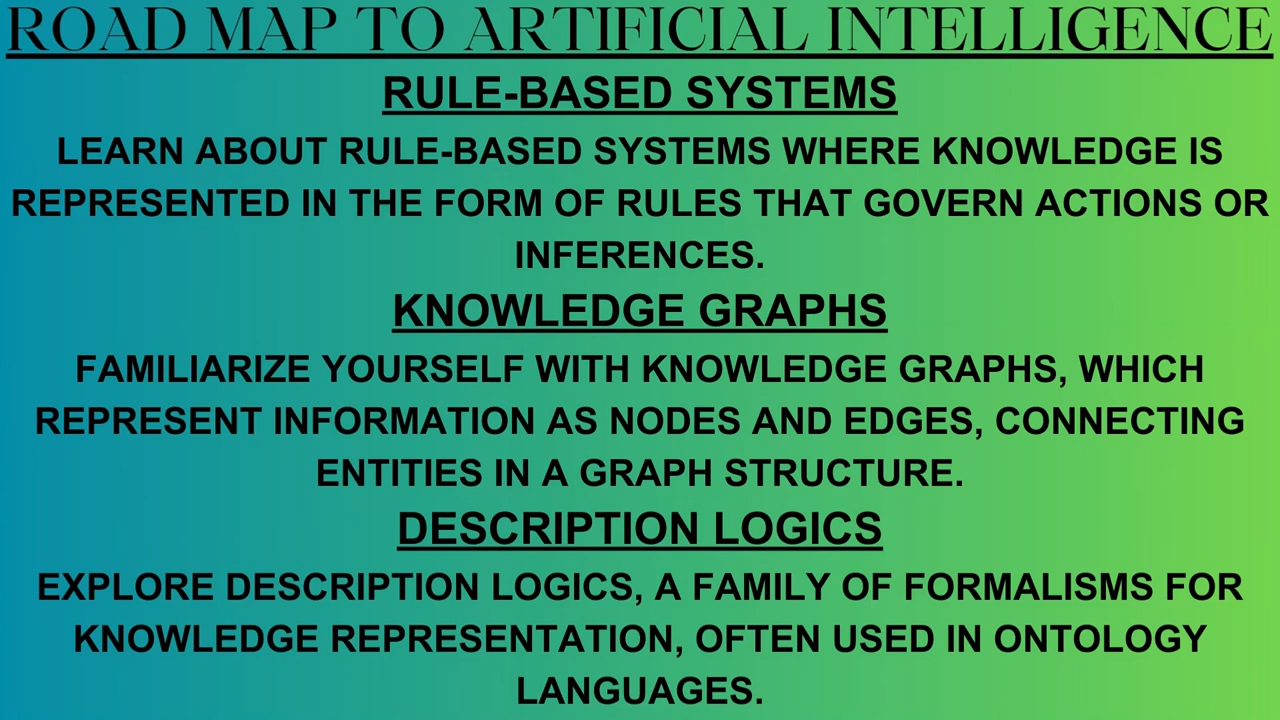 ROAD MAP TO ARTIFICIAL INTELLIGENCE
RULE-BASED SYSTEMS
LEARN ABOUT RULE-BASED SYSTEMS WHERE KNOWLEDGE IS
REPRESENTED IN THE FORM OF RULES THAT GOVERN ACTIONS OR
INFERENCES.
KNOWLEDGE GRAPHS
FAMILIARIZE YOURSELF WITH KNOWLEDGE GRAPHS, WHICH
REPRESENT INFORMATION AS NODES AND EDGES, CONNECTING
ENTITIES IN A GRAPH STRUCTURE.
DESCRIPTION LOGICS
EXPLORE DESCRIPTION LOGICS, A FAMILY OF FORMALISMS FOR
KNOWLEDGE REPRESENTATION, OFTEN USED IN ONTOLOGY
LANGUAGES.